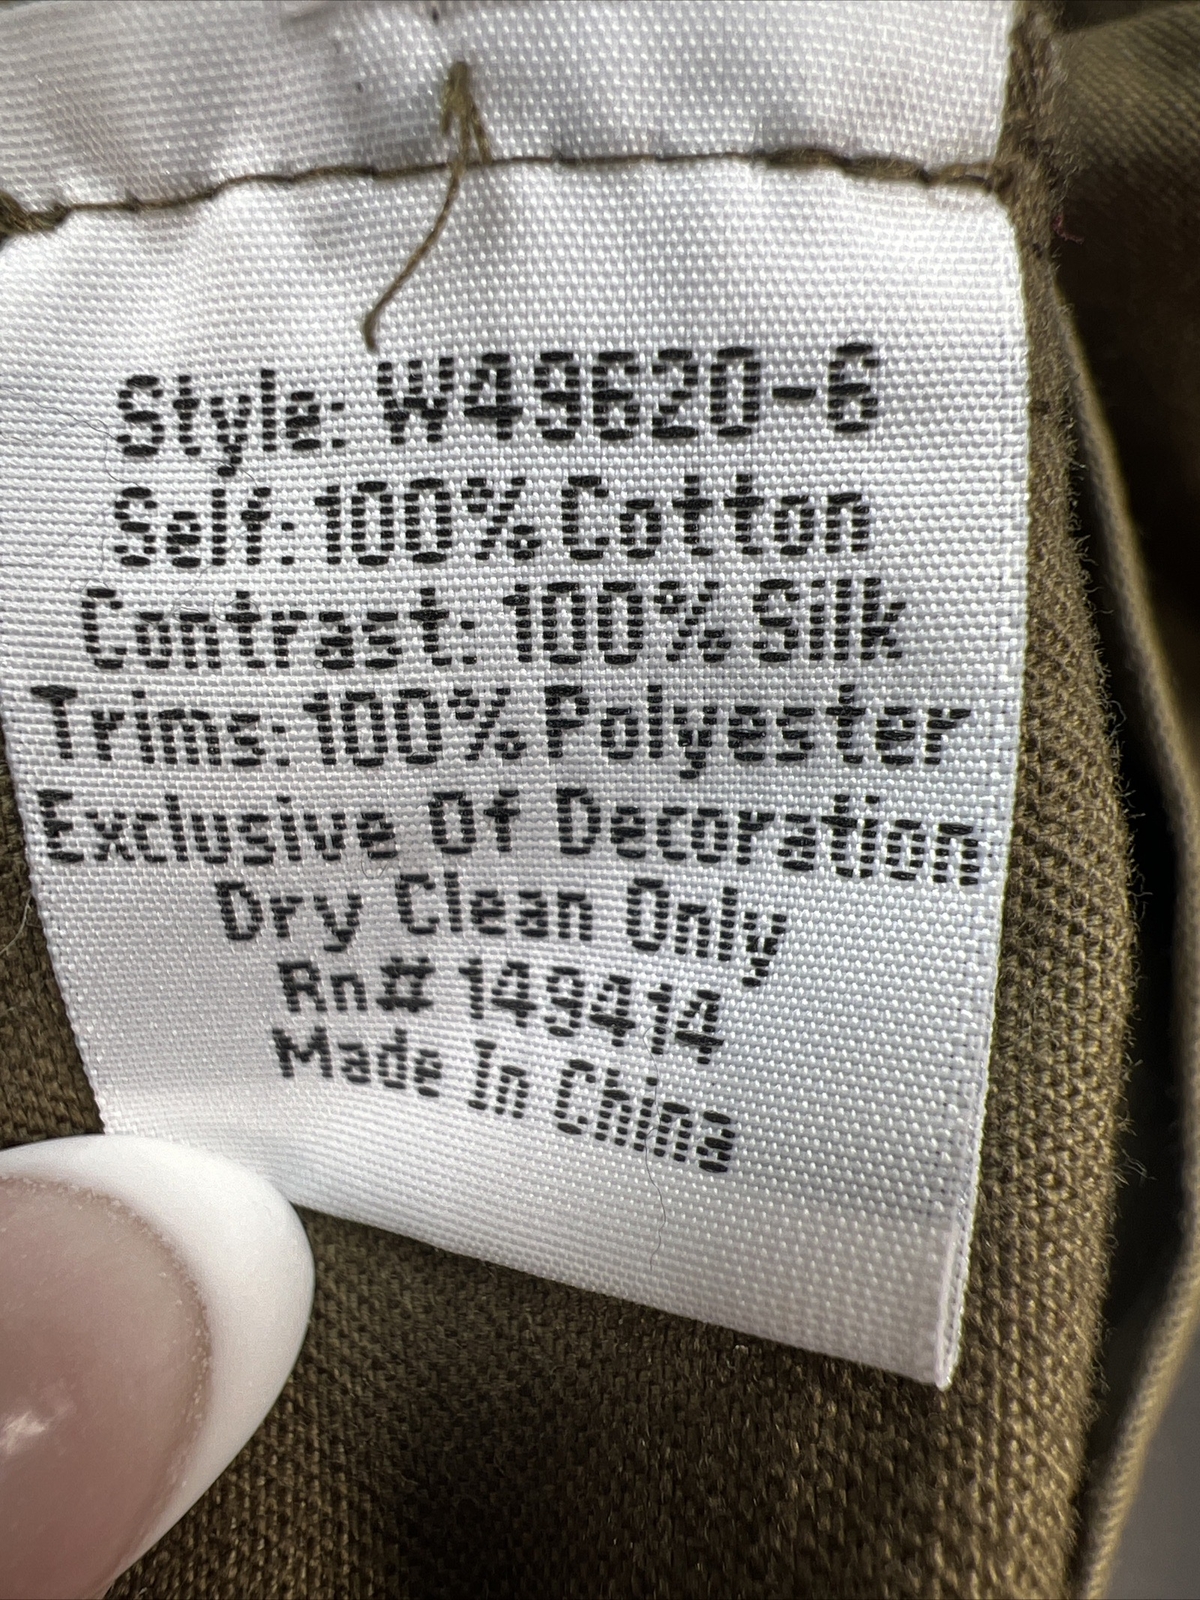 Style: W49620-6
Self: 100% Cotton
Contrast: 100% Silk
Trims: 100% Polyester
Exclusive Of Decoration
Dry Clean Only
Rn# 149414
Made In China